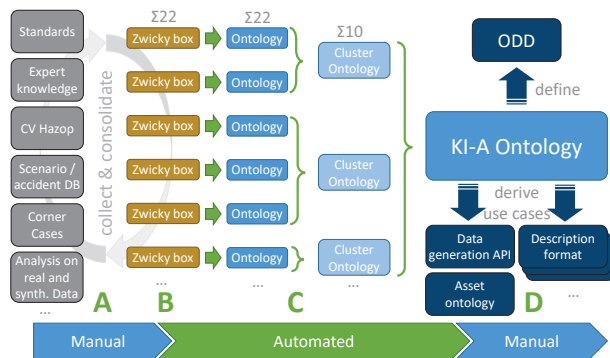 Standards
Expert
knowledge
CV Hazop
Scenario /
accident DB
Corner
Cases
Analysis on
real and
synth. Data
...
collect & consolidate
A
Σ22
Zwicky box
Zwicky box
Zwicky box
Zwicky box
Zwicky box
Zwicky box
...
B
Σ22
Ontology
Ontology
Ontology
Ontology
Ontology
Ontology
...
C
Σ10
Cluster
Ontology
Cluster
Ontology
Cluster
Ontology
...
ODD
define
KI-A Ontology
derive
use cases
Data
generation API
Description
format
Asset
ontology
D
...
Manual
Automated
Manual